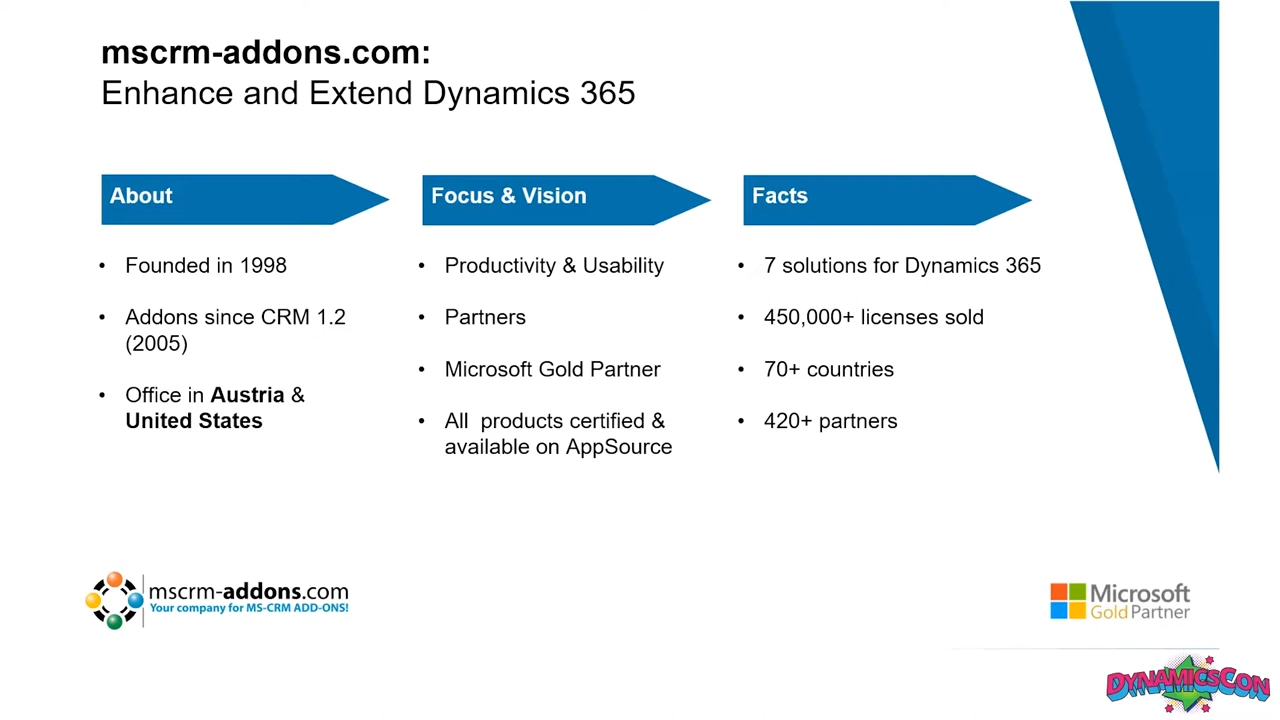 mscrm-addons.com:
Enhance and Extend Dynamics 365
About
• Founded in 1998
• Addons since CRM 1.2
(2005)
• Office in Austria &
United States
Focus & Vision
• Productivity & Usability
• Partners
• Microsoft Gold Partner
• All  products certified &
available on AppSource
Facts
• 7 solutions for Dynamics 365
• 450,000+ licenses sold
• 70+ countries
• 420+ partners
mscrm-addons.com
Your company for MS-CRM ADD-ONS!
Microsoft
Gold Partner
DYNAMICSCON